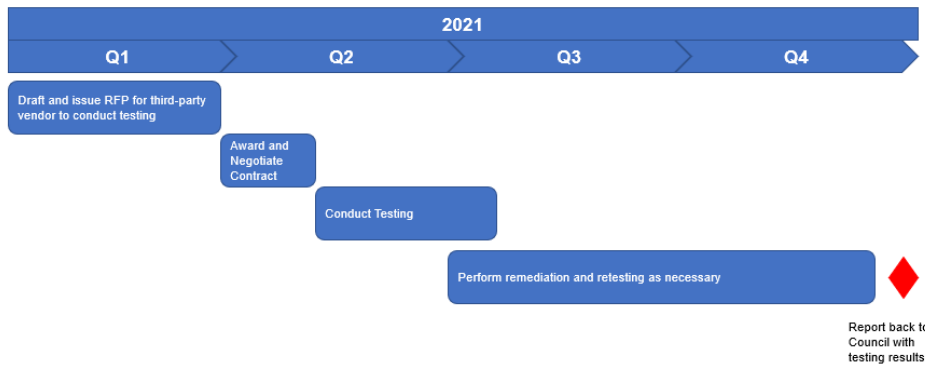 2021
Q1
Q2
Q3
Q4
Draft and issue RFP for third-party
vendor to conduct testing
Award and
Negotiate
Contract
Conduct Testing
Perform remediation and retesting as necessary
Report back to
Council with
testing results